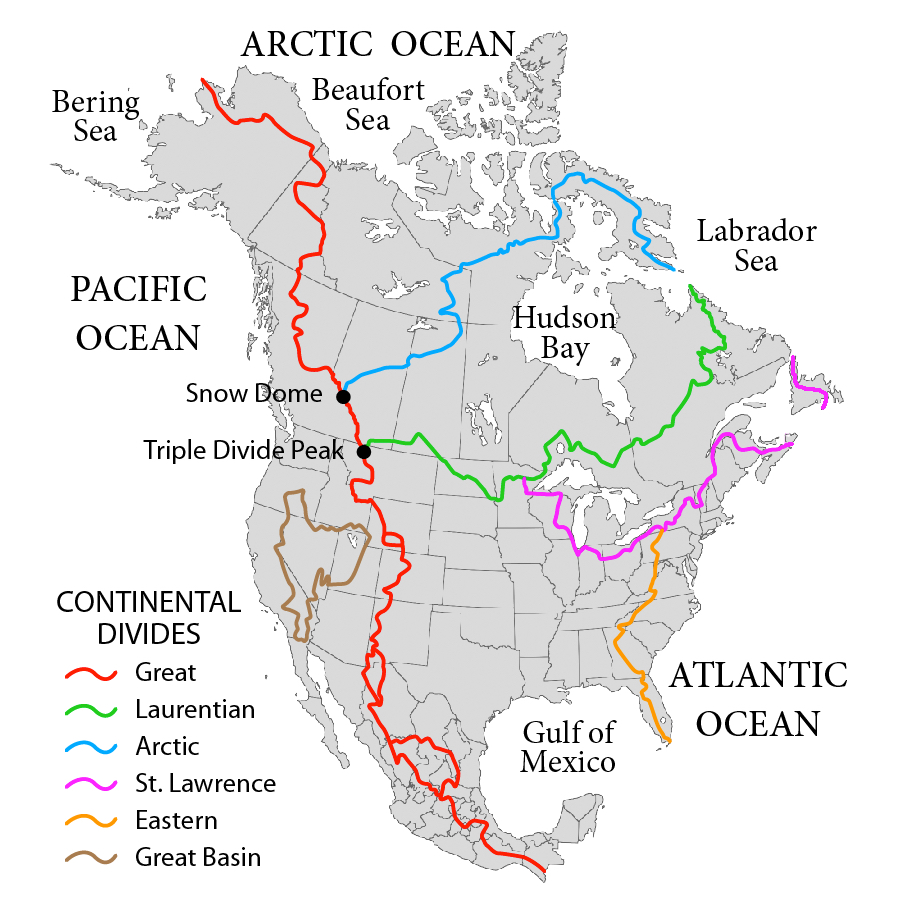 ARCTIC OCEAN
Beaufort
Sea
Bering
Sea
Labrador
Sea
PACIFIC
OCEAN
Hudson
Bay
Snow Dome
Triple Divide Peak
CONTINENTAL
DIVIDES
Great
Laurentian
Arctic
St. Lawrence
Eastern
Great Basin
ATLANTIC
OCEAN
Gulf of
Mexico